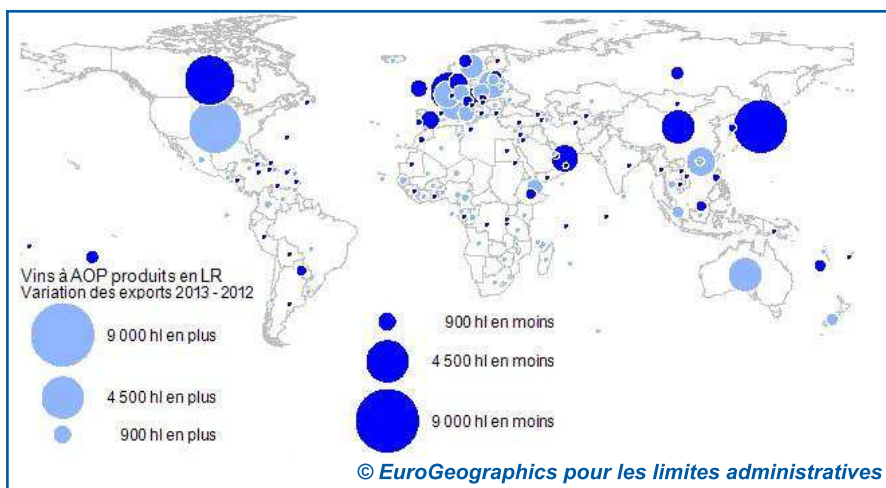 Vins à AOP produits en LR
Variation des exports 2013 - 2012
9 000 hl en plus
4 500 hl en plus
900 hl en plus
900 hl en moins
4 500 hl en moins
9 000 hl en moins
© EuroGeographics pour les limites administratives